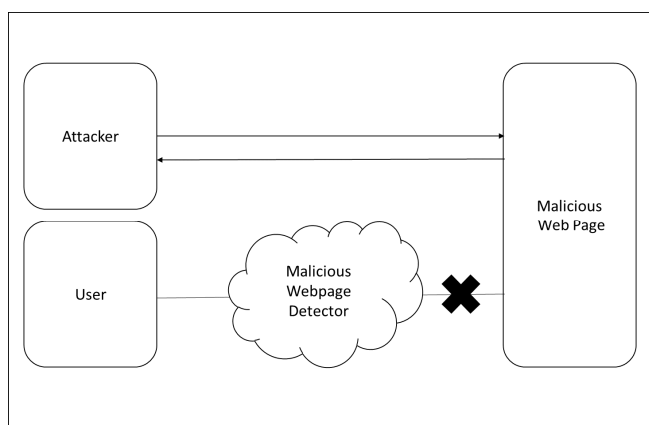 Attacker
Malicious
Web Page
User
Malicious
Webpage
Detector